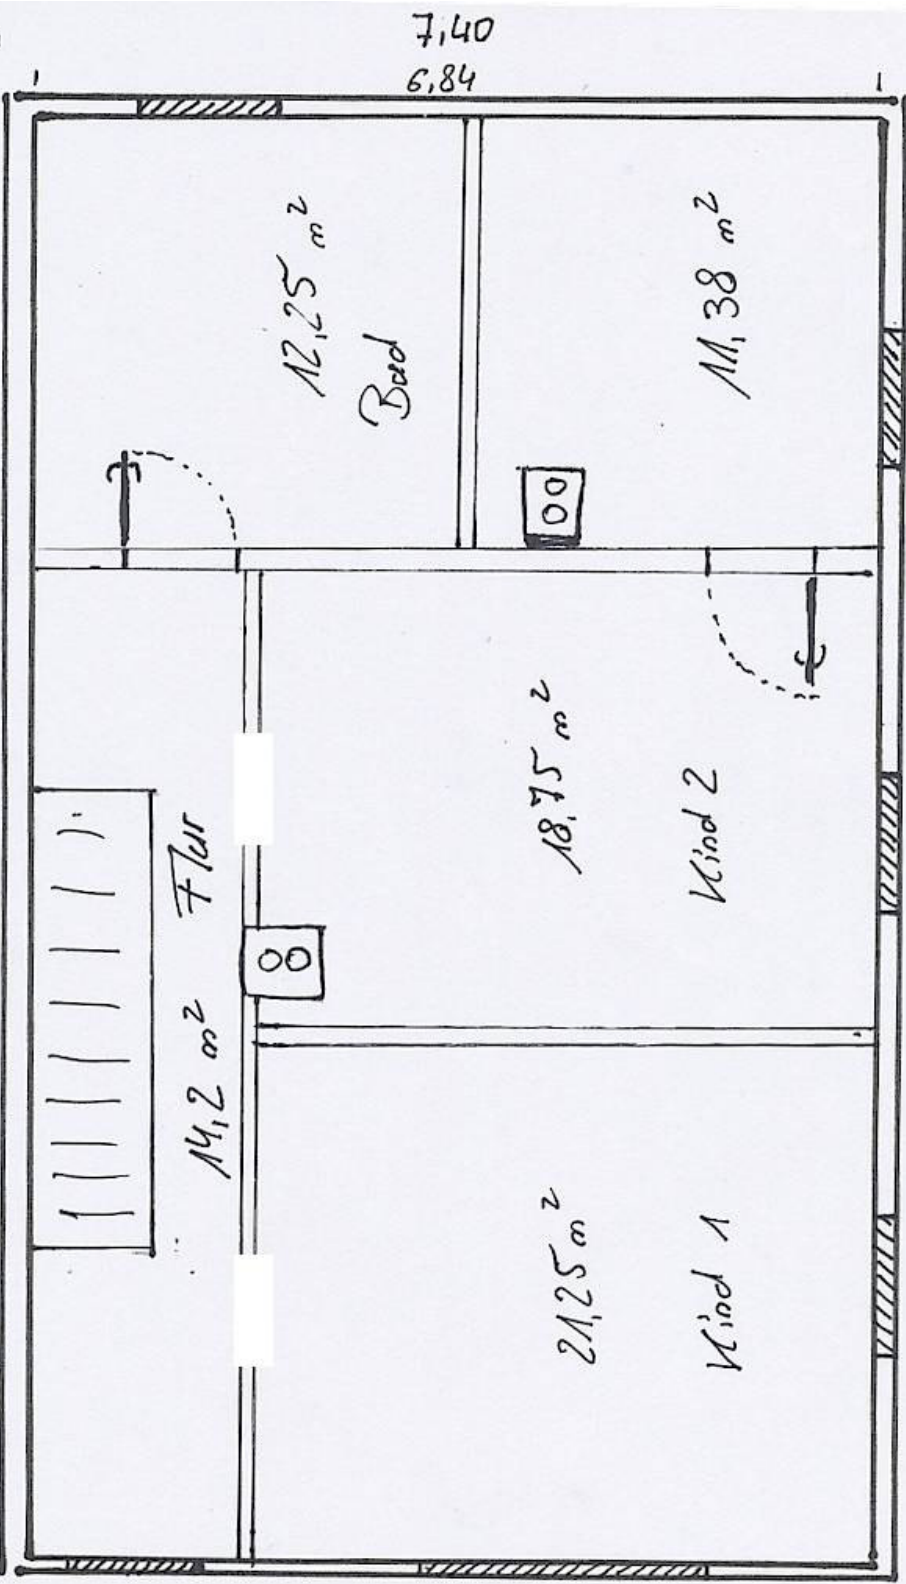 7,40
6,84
12,25 m²
Bad
11,38 m²
18,75 m²
Kind 2
14,2 m² Flur
21,25 m²
Kind 1